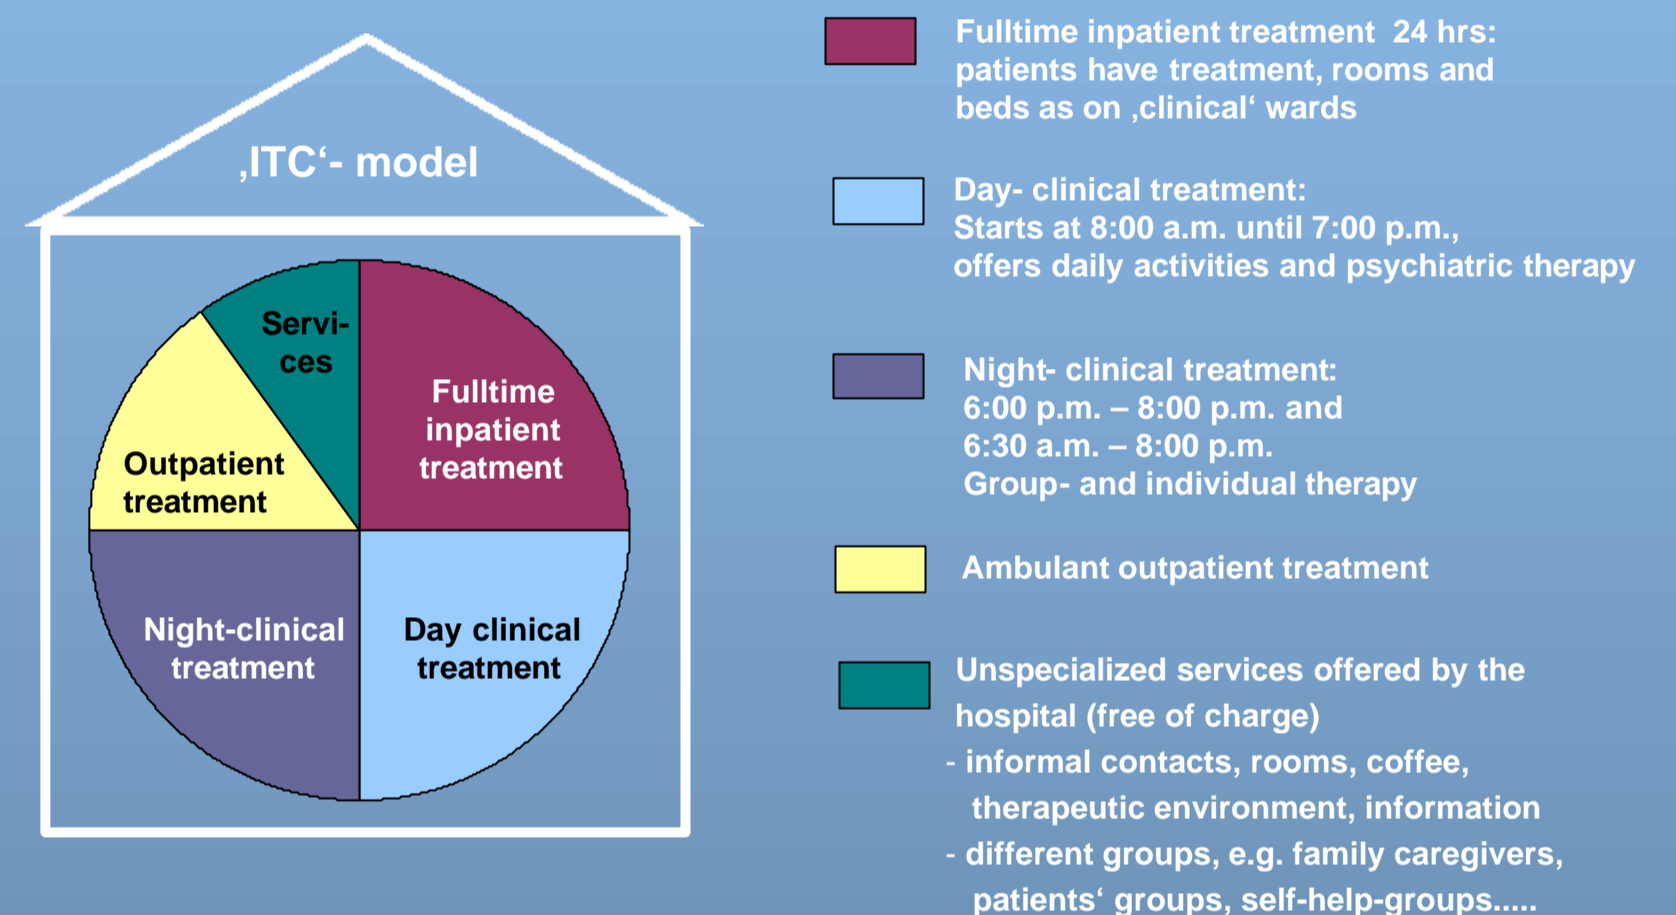 ‚ITC‘- model
Servi-
ces
Fulltime
inpatient
treatment
Outpatient
treatment
Night-clinical
treatment
Day clinical
treatment
Fulltime inpatient treatment  24 hrs:
patients have treatment, rooms and
beds as on ‚clinical‘ wards
Day- clinical treatment:
Starts at 8:00 a.m. until 7:00 p.m.,
offers daily activities and psychiatric therapy
Night- clinical treatment:
6:00 p.m. – 8:00 p.m. and
6:30 a.m. – 8:00 p.m.
Group- and individual therapy
Ambulant outpatient treatment
Unspecialized services offered by the
hospital (free of charge)
- informal contacts, rooms, coffee,
therapeutic environment, information
- different groups, e.g. family caregivers,
patients‘ groups, self-help-groups.....